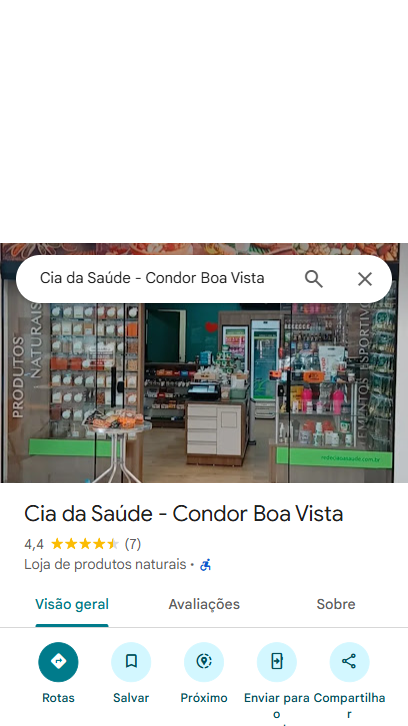 Cia da Saúde - Condor Boa Vista
PRODUTOS
NATURAIS
Cia da Saúde - Condor Boa Vista
4,4 (7)
Loja de produtos naturais ·
Visão geral
Avaliações
Sobre
Rotas
Salvar
Próximo
Enviar para o
Compartilhar